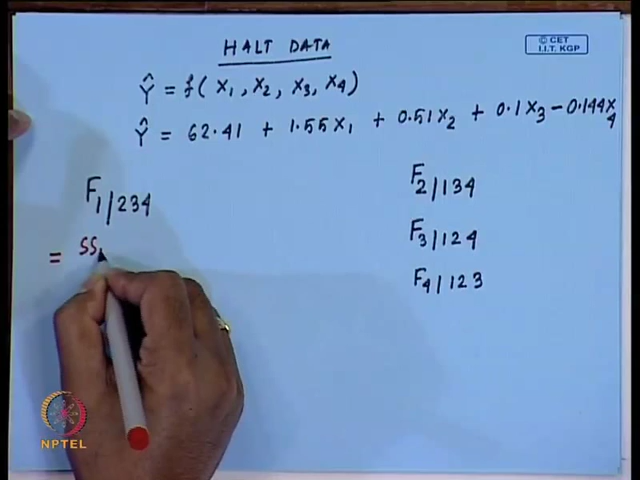 HALT DATA
© CET
I.I.T. KGP
Ŷ = f( X₁, X₂, X₃, X₄)
Ŷ = 62.41 + 1.55X₁ + 0.51X₂ + 0.1X₃ - 0.144X₄
F₁|₂₃₄
F₂|₁₃₄
= SS
F₃|₁₂₄
F₄|₁₂₃
NPTEL